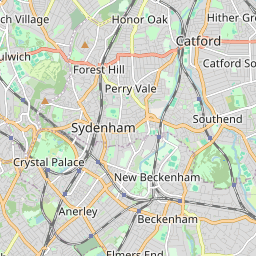 Honor Oak
Hither Gre
ch Village
Catford
ulwich
Forest Hill
Catford So
Perry Vale
Sydenham
Southend
Crystal Palace
New Beckenham
Anerley
Beckenham
Elmers End